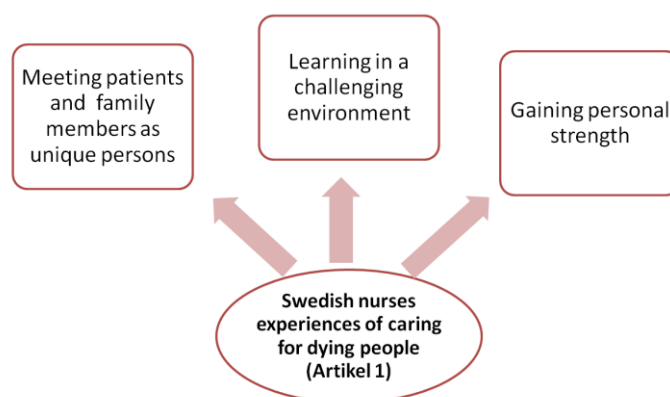 Meeting patients
and family
members as
unique persons
Learning in a
challenging
environment
Gaining personal
strength
Swedish nurses
experiences of caring
for dying people
(Artikel 1)